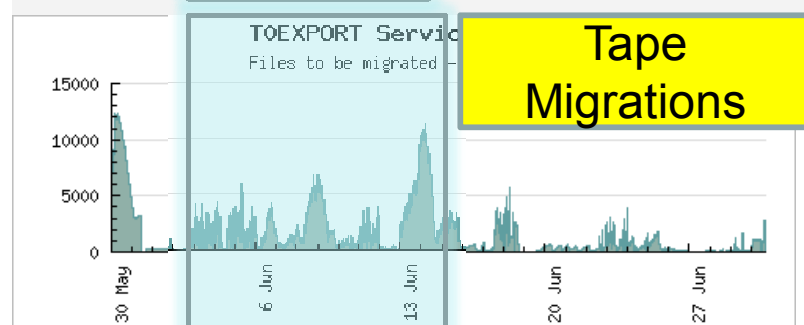 TOEXPORT Servic
Files to be migrated -
Tape
Migrations
15000
10000
5000
0
30 May
6 Jun
13 Jun
20 Jun
27 Jun